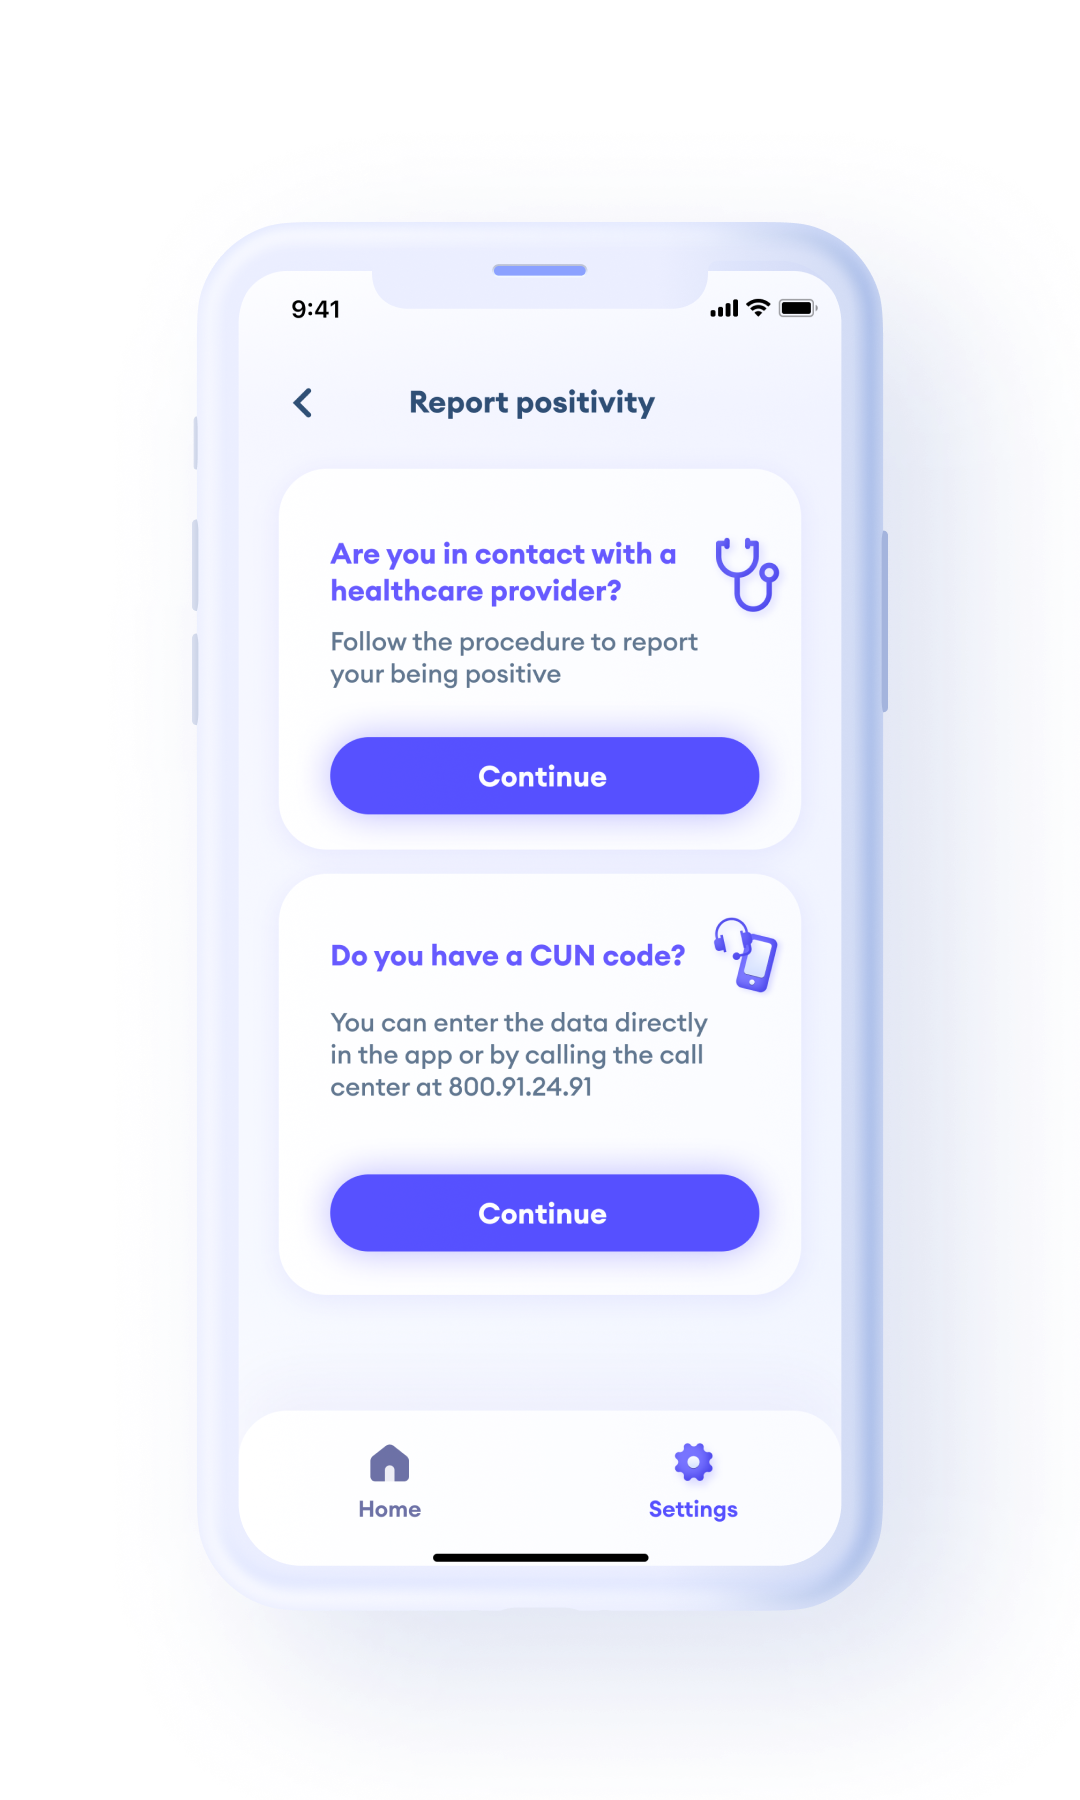 9:41
Report positivity
Are you in contact with a
healthcare provider?
Follow the procedure to report
your being positive
Continue
Do you have a CUN code?
You can enter the data directly
in the app or by calling the call
center at 800.91.24.91
Continue
Home
Settings